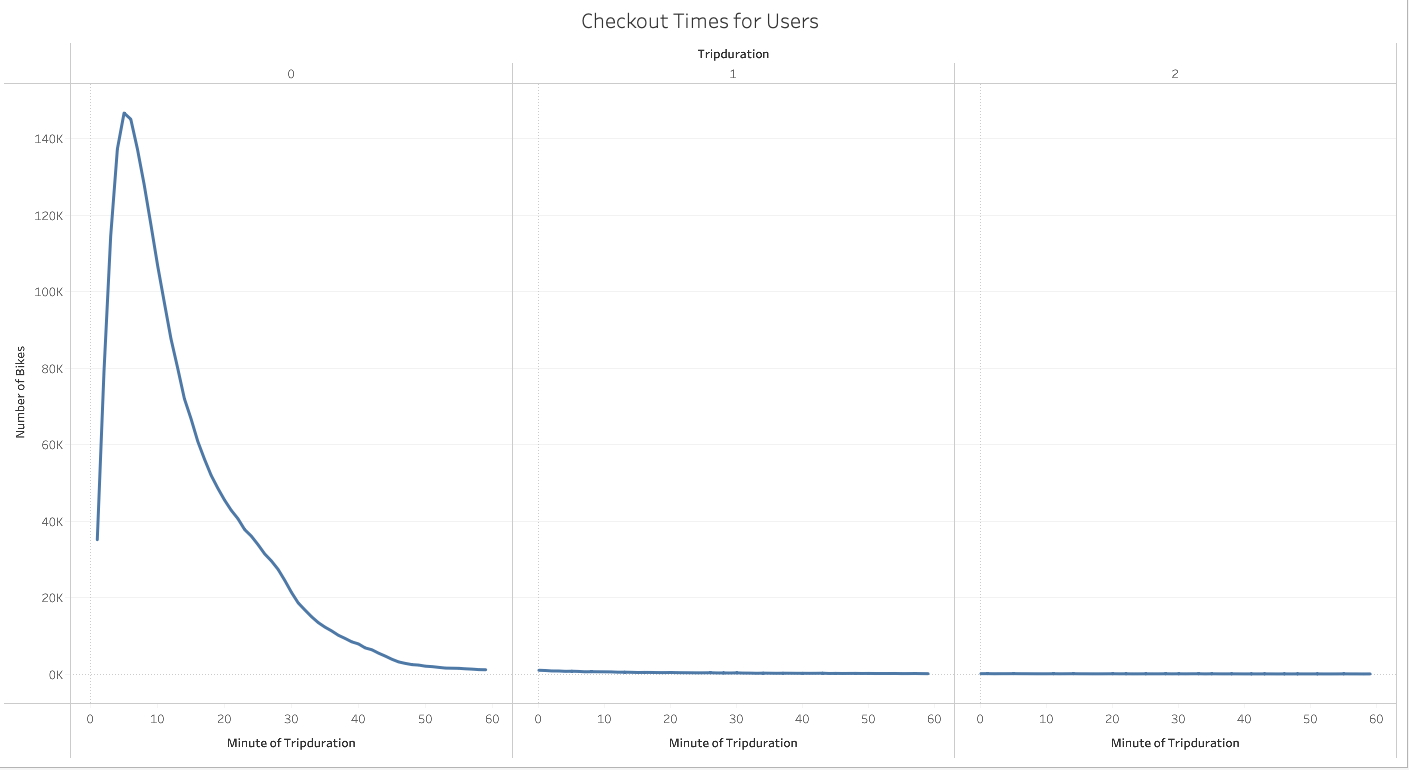 Checkout Times for Users
Tripduration
0 1 2
140K
120K
100K
80K
60K
40K
20K
0K
Number of Bikes
0 10 20 30 40 50 60 0 10 20 30 40 50 60 0 10 20 30 40 50 60
Minute of Tripduration Minute of Tripduration Minute of Tripduration